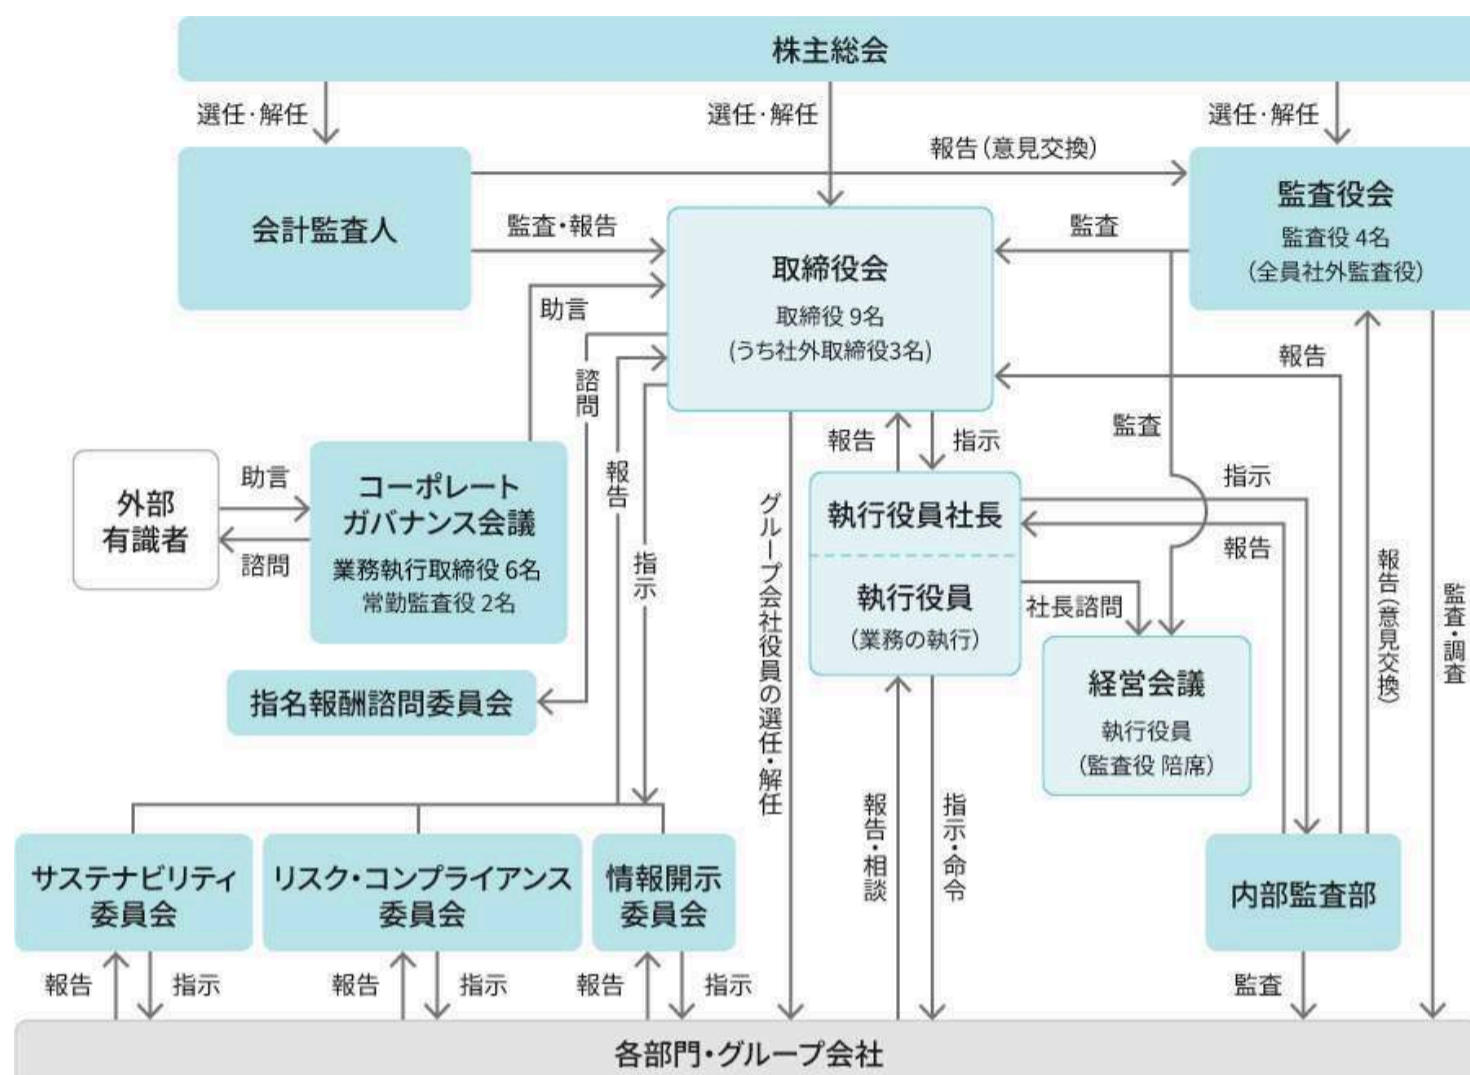 株主総会
選任・解任
選任・解任
選任・解任
報告(意見交換)
会計監査人
監査役会
監査役 4名
(全員社外監査役)
監査・報告
監査
取締役会
取締役 9名
(うち社外取締役3名)
助言
諮問
報告
報告
指示
監査
外部
有識者
助言
諮問
コーポレート
ガバナンス会議
業務執行取締役 6名
常勤監査役 2名
報告
指示
グループ会社役員の選任・解任
執行役員社長
執行役員
(業務の執行)
指示
報告
社長諮問
報告(意見交換)
監査・調査
指名報酬諮問委員会
経営会議
執行役員
(監査役 陪席)
報告・相談
指示・命令
サステナビリティ
委員会
リスク・コンプライアンス
委員会
情報開示
委員会
内部監査部
報告
指示
報告
指示
報告
指示
監査
各部門・グループ会社